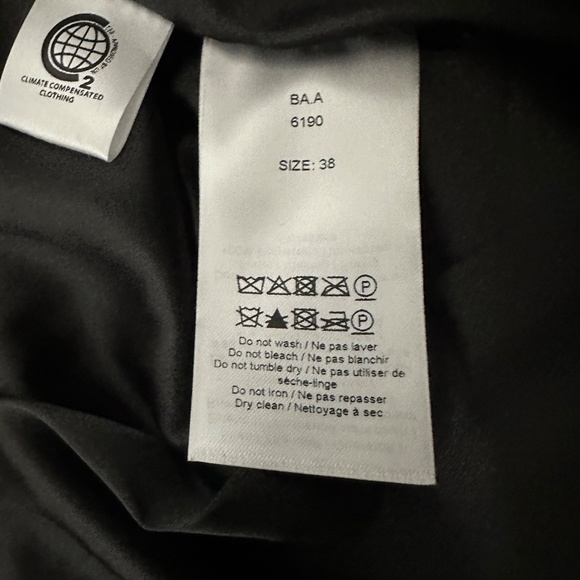 2
CLIMATE COMPENSATED
CLOTHING
BA.A
6190
SIZE: 38
P
P
Do not wash / Ne pas laver
Do not bleach / Ne pas blanchir
Do not tumble dry / Ne pas utiliser de
sèche-linge
Do not iron / Ne pas repasser
Dry clean / Nettoyage à sec